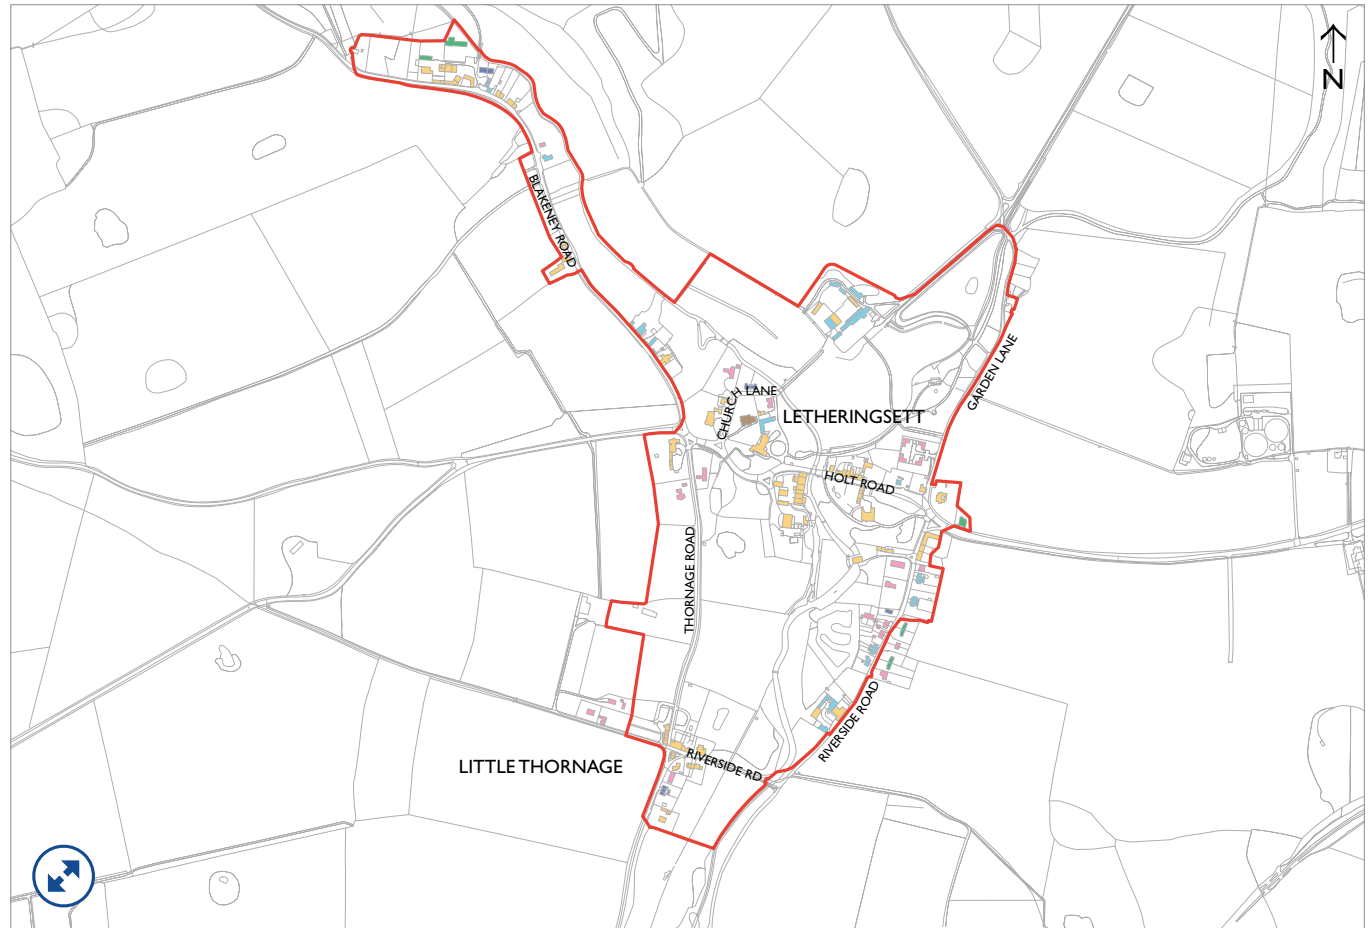 N
BLAKENEY ROAD
GARDEN LANE
CHURCH LANE
LETHERINGSETT
HOLT ROAD
THORNAGE ROAD
RIVERSIDE ROAD
RIVERSIDE RD
LITTLE THORNAGE